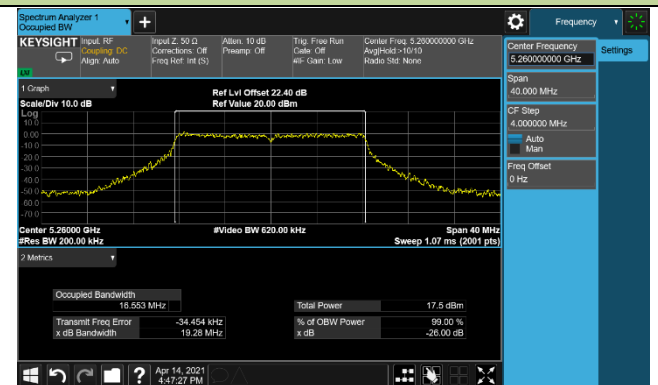 Spectrum Analyzer 1
Occupied BW
Frequency
KEYSIGHT
Input: RF
Coupling: DC
Align: Auto
Input Z: 50 Ω
Corrections: Off
Freq Ref: Int (S)
Atten: 10 dB
Preamp: Off
Trig: Free Run
Gate: Off
#IF Gain: Low
Center Freq: 5.260000000 GHz
Avg|Hold:>10/10
Radio Std: None
Center Frequency
5.260000000 GHz
Settings
Span
40.000 MHz
CF Step
4.000000 MHz
Auto
Man
Freq Offset
0 Hz
1 Graph
Scale/Div 10.0 dB
Ref Lvl Offset 22.40 dB
Ref Value 20.00 dBm
Log
10.0
0.00
-10.0
-20.0
-30.0
-40.0
-50.0
-60.0
-70.0
Center 5.26000 GHz
#Video BW 620.00 kHz
Span 40 MHz
#Res BW 200.00 kHz
Sweep 1.07 ms (2001 pts)
2 Metrics
Occupied Bandwidth
16.553 MHz
Total Power
17.5 dBm
Transmit Freq Error
-34.454 kHz
% of OBW Power
99.00 %
x dB Bandwidth
19.28 MHz
x dB
-26.00 dB
Apr 14, 2021
4:47:27 PM